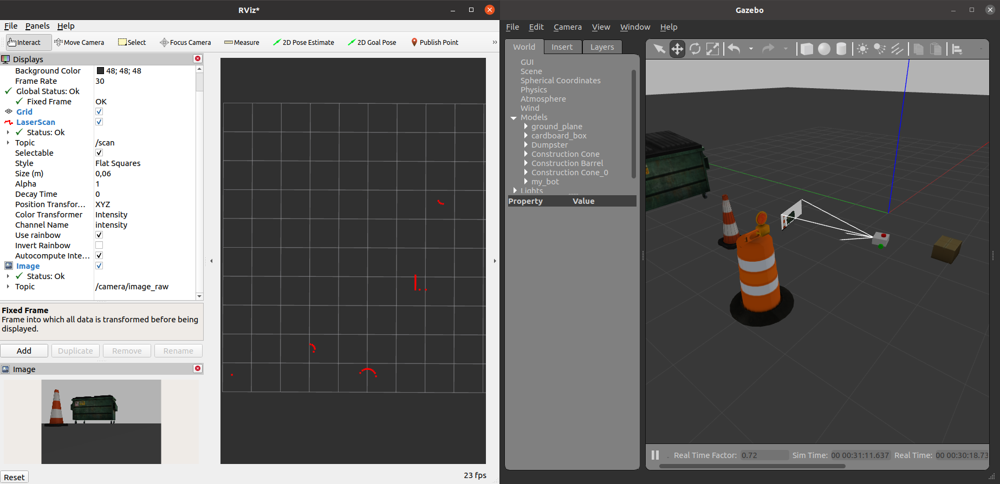 RViz*
File Panels Help
Interact Move Camera Select Focus Camera Measure 2D Pose Estimate 2D Goal Pose Publish Point »
Displays
Background Color 48; 48; 48
Frame Rate 30
Global Status: Ok
Fixed Frame OK
Grid
LaserScan
Status: Ok
Topic /scan
Selectable
Style Flat Squares
Size (m) 0,06
Alpha 1
Decay Time 0
Position Transfor... XYZ
Color Transformer Intensity
Channel Name intensity
Use rainbow
Invert Rainbow
Autocompute Inte...
Image
Status: Ok
Topic /camera/image_raw
Fixed Frame
Frame into which all data is transformed before being
displayed.
Add Duplicate Remove Rename
Image
Reset
23 fps
Gazebo
File Edit Camera View Window Help
World Insert Layers
GUI
Scene
Spherical Coordinates
Physics
Atmosphere
Wind
Models
ground_plane
cardboard_box
Dumpster
Construction Cone
Construction Barrel
Construction Cone_0
my_bot
Lights
Property Value
Real Time Factor: 0.72 Sim Time: 00 00:31:11.637 Real Time: 00 00:30:18.73